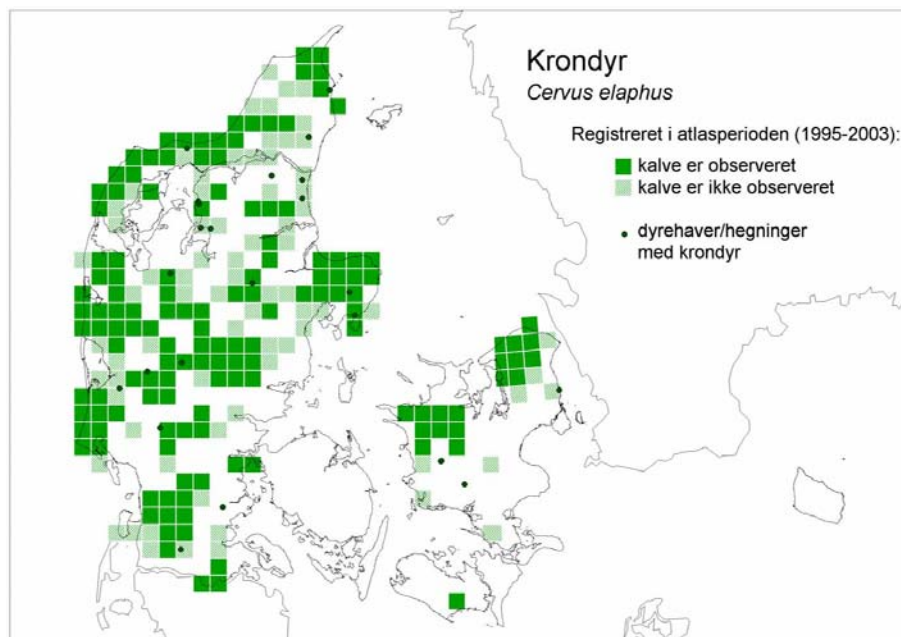 Krondyr
Cervus elaphus
Registreret i atlasperioden (1995-2003):
kalve er observeret
kalve er ikke observeret
dyrehaver/hegninger
med krondyr